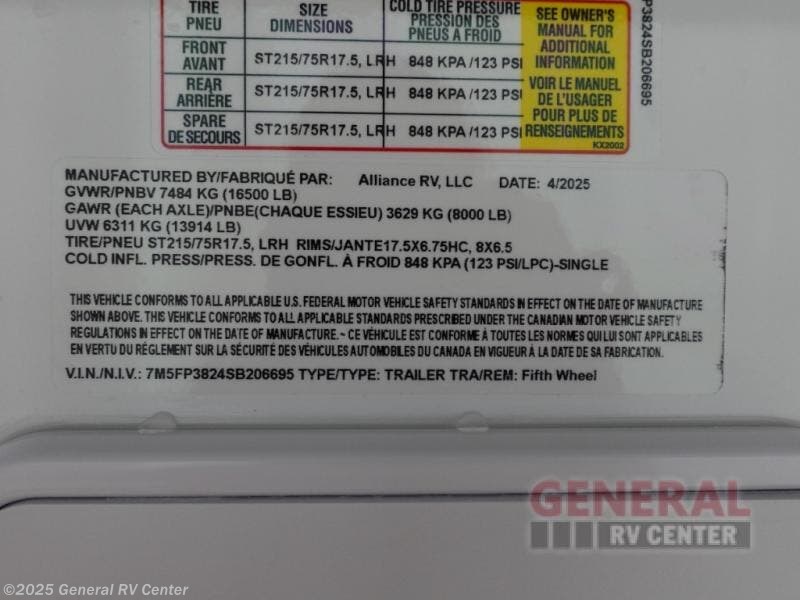 TIRE SIZE COLD TIRE PRESSURE
PNEU DIMENSIONS PRESSION DES
PNEUS À FROID
FRONT
AVANT ST215/75R17.5, LRH 848 KPA /123 PSI
REAR
ARRIÈRE ST215/75R17.5, LRH 848 KPA /123 PSI
SPARE
DE SECOURS ST215/75R17.5, LRH 848 KPA /123 PSI
SEE OWNER'S
MANUAL FOR
ADDITIONAL
INFORMATION
VOIR LE MANUEL
DE L'USAGER
POUR PLUS DE
RENSEIGNEMENTS
KX2002
P3824SB206695
MANUFACTURED BY/FABRIQUÉ PAR: Alliance RV, LLC DATE: 4/2025
GVWR/PNBV 7484 KG (16500 LB)
GAWR (EACH AXLE)/PNBE(CHAQUE ESSIEU) 3629 KG (8000 LB)
UVW 6311 KG (13914 LB)
TIRE/PNEU ST215/75R17.5, LRH RIMS/JANTE17.5X6.75HC, 8X6.5
COLD INFL. PRESS/PRESS. DE GONFL. À FROID 848 KPA (123 PSI/LPC)-SINGLE
THIS VEHICLE CONFORMS TO ALL APPLICABLE U.S. FEDERAL MOTOR VEHICLE SAFETY STANDARDS IN EFFECT ON THE DATE OF MANUFACTURE
SHOWN ABOVE. THIS VEHICLE CONFORMS TO ALL APPLICABLE STANDARDS PRESCRIBED UNDER THE CANADIAN MOTOR VEHICLE SAFETY
REGULATIONS IN EFFECT ON THE DATE OF MANUFACTURE.~ CE VÉHICULE EST CONFORME À TOUTES LES NORMES QUI LUI SONT APPLICABLES
EN VERTU DU RÈGLEMENT SUR LA SÉCURITÉ DES VÉHICULES AUTOMOBILES DU CANADA EN VIGUEUR À LA DATE DE SA FABRICATION.
V.I.N./N.I.V.: 7M5FP3824SB206695 TYPE/TYPE: TRAILER TRA/REM: Fifth Wheel
GENERAL
RV CENTER
©2025 General RV Center